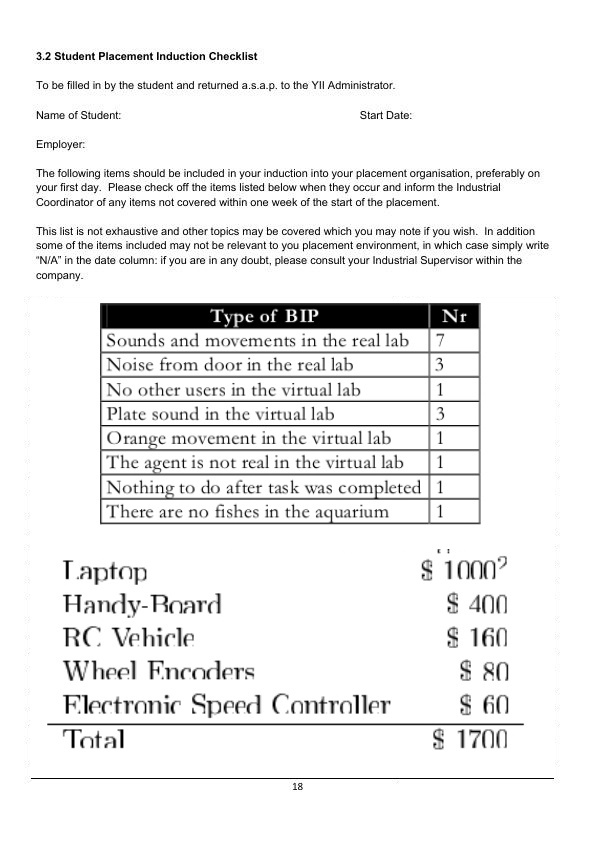 3.2 Student Placement Induction Checklist
To be filled in by the student and returned a.s.a.p. to the YII Administrator.
Name of Student: Start Date:
Employer:
The following items should be included in your induction into your placement organisation, preferably on
your first day.  Please check off the items listed below when they occur and inform the Industrial
Coordinator of any items not covered within one week of the start of the placement.
This list is not exhaustive and other topics may be covered which you may note if you wish.  In addition
some of the items included may not be relevant to you placement environment, in which case simply write
“N/A” in the date column: if you are in any doubt, please consult your Industrial Supervisor within the
company.
Type of BIP Nr
Sounds and movements in the real lab 7
Noise from door in the real lab 3
No other users in the virtual lab 1
Plate sound in the virtual lab 3
Orange movement in the virtual lab 1
The agent is not real in the virtual lab 1
Nothing to do after task was completed 1
There are no fishes in the aquarium 1
Laptop $ 1000²
Handy-Board $ 400
RC Vehicle $ 160
Wheel Encoders $ 80
Electronic Speed Controller $ 60
Total $ 1700
18